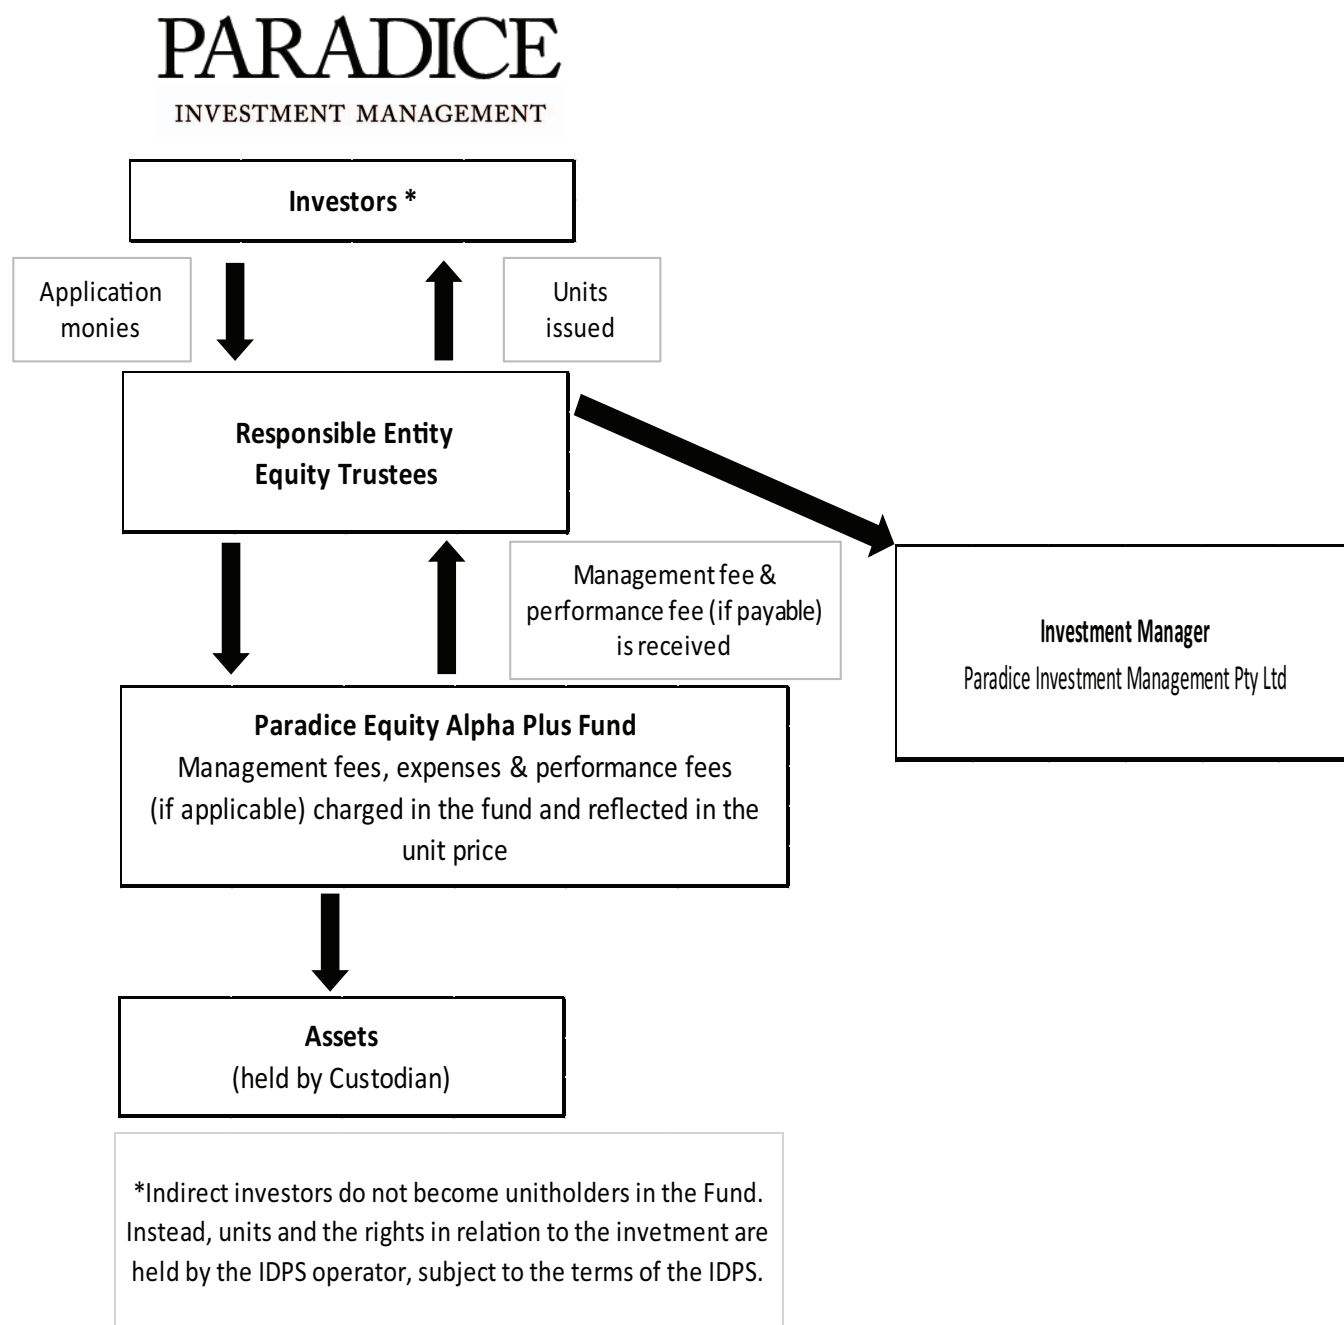 PARADICE
INVESTMENT MANAGEMENT
Investors *
Application
monies
Units
issued
Responsible Entity
Equity Trustees
Management fee &
performance fee (if payable)
is received
Investment Manager
Paradice Investment Management Pty Ltd
Paradice Equity Alpha Plus Fund
Management fees, expenses & performance fees
(if applicable) charged in the fund and reflected in the
unit price
Assets
(held by Custodian)
*Indirect investors do not become unitholders in the Fund.
Instead, units and the rights in relation to the invetment are
held by the IDPS operator, subject to the terms of the IDPS.